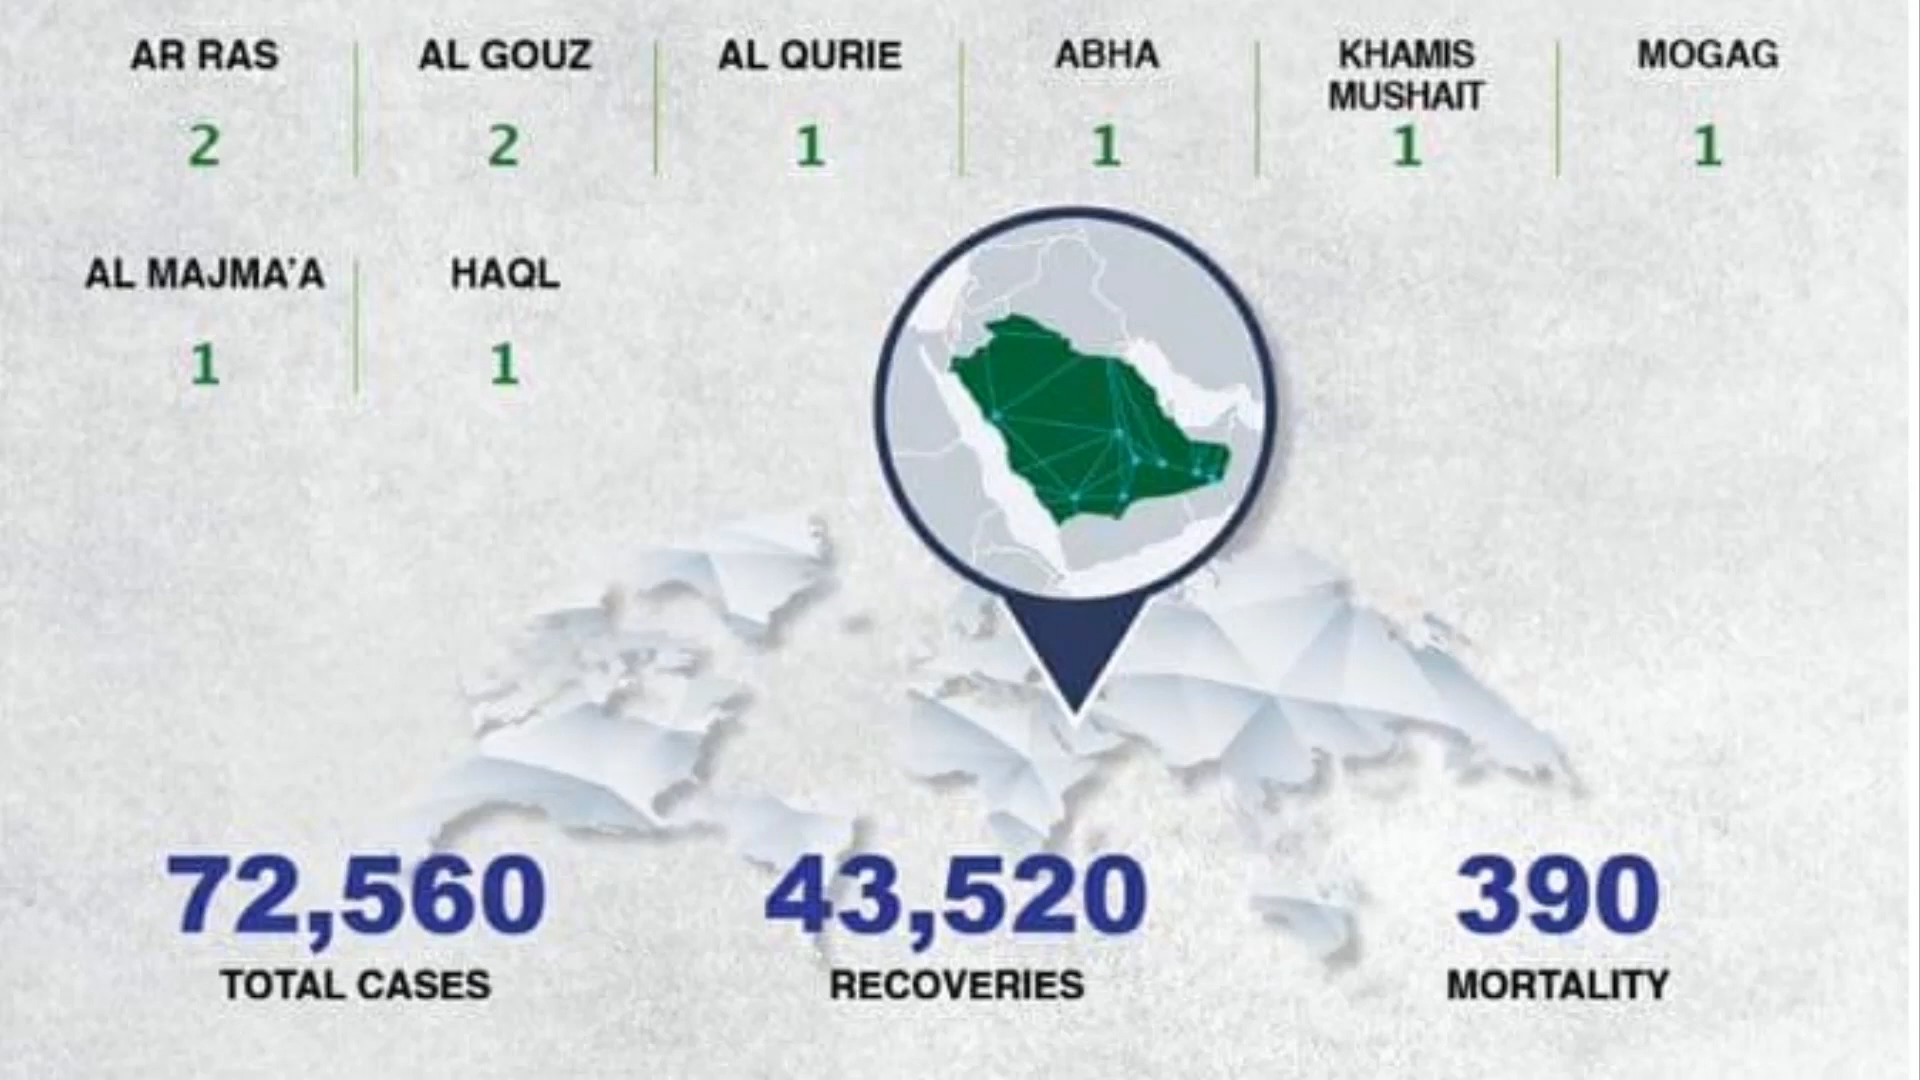 AR RAS
2
AL GOUZ
2
AL QURIE
1
ABHA
1
KHAMIS
MUSHAIT
1
MOGAG
1
AL MAJMA'A
1
HAQL
1
72,560
TOTAL CASES
43,520
RECOVERIES
390
MORTALITY